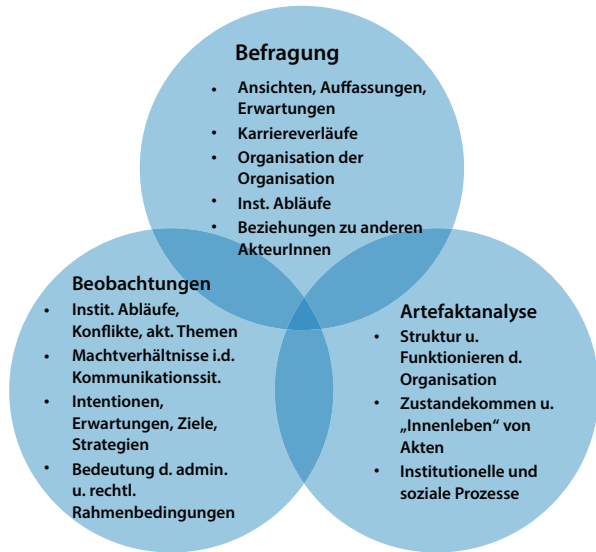 Befragung
• Ansichten, Auffassungen,
Erwartungen
• Karriereverläufe
• Organisation der
Organisation
• Inst. Abläufe
• Beziehungen zu anderen
AkteurInnen
Beobachtungen
• Instit. Abläufe,
Konflikte, akt. Themen
• Machtverhältnisse i.d.
Kommunikationssit.
• Intentionen,
Erwartungen, Ziele,
Strategien
• Bedeutung d. admin.
u. rechtl.
Rahmenbedingungen
Artefaktanalyse
• Struktur u.
Funktionieren d.
Organisation
• Zustandekommen u.
„Innenleben“ von
Akten
• Institutionelle und
soziale Prozesse